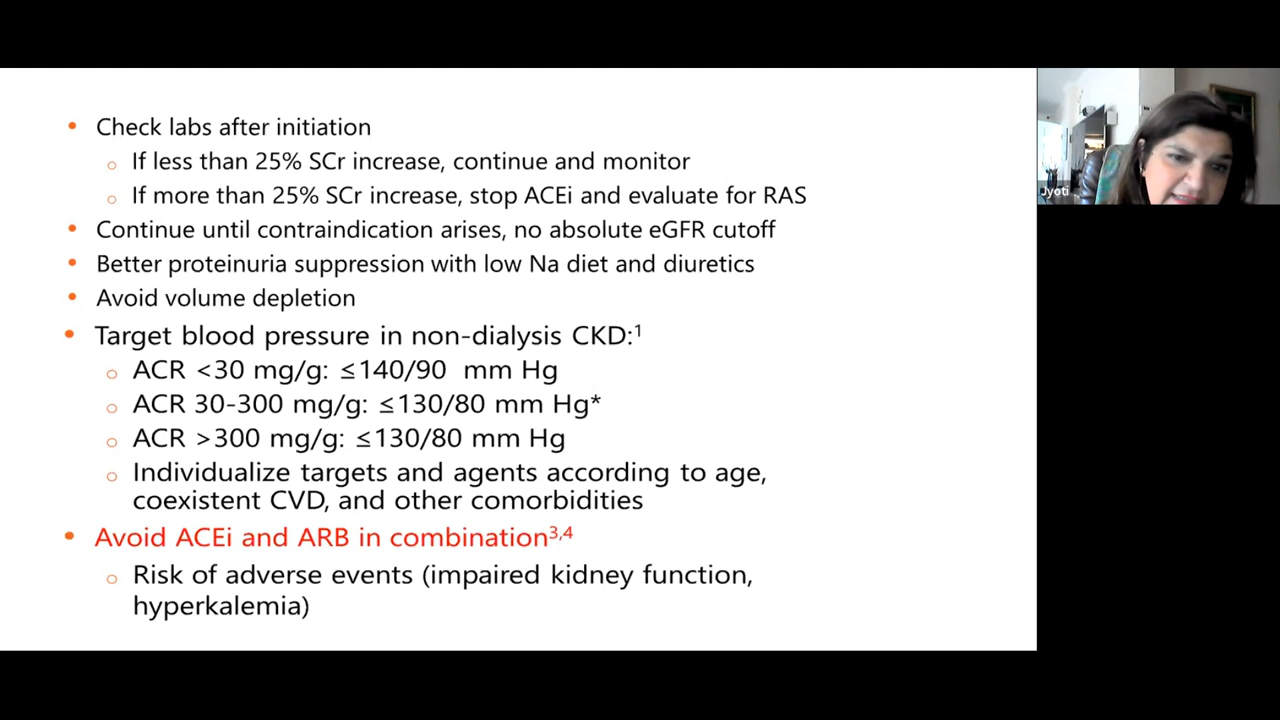 • Check labs after initiation
o If less than 25% SCr increase, continue and monitor
o If more than 25% SCr increase, stop ACEi and evaluate for RAS
• Continue until contraindication arises, no absolute eGFR cutoff
• Better proteinuria suppression with low Na diet and diuretics
• Avoid volume depletion
• Target blood pressure in non-dialysis CKD:¹
o ACR <30 mg/g: ≤140/90 mm Hg
o ACR 30-300 mg/g: ≤130/80 mm Hg*
o ACR >300 mg/g: ≤130/80 mm Hg
o Individualize targets and agents according to age,
coexistent CVD, and other comorbidities
• Avoid ACEi and ARB in combination³,⁴
o Risk of adverse events (impaired kidney function,
hyperkalemia)
Jyoti